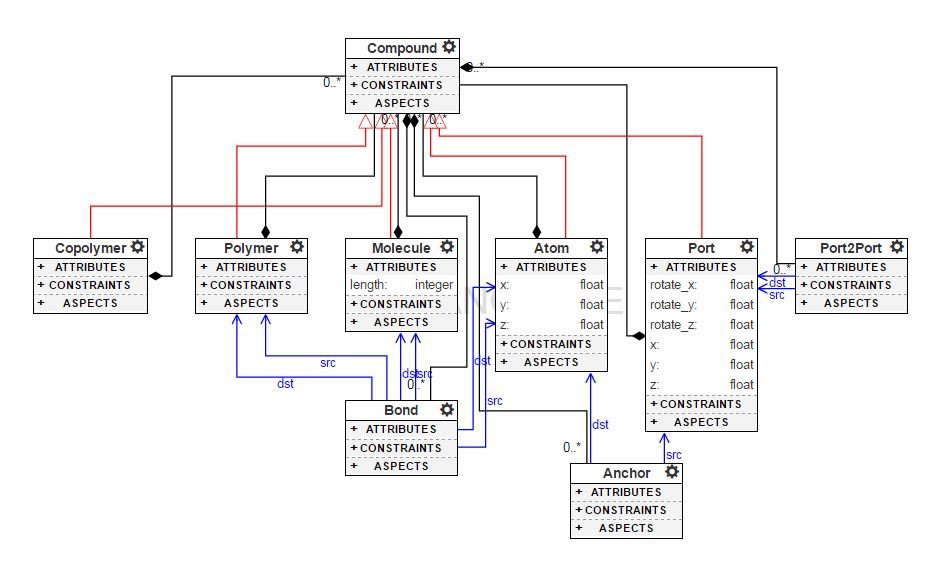 Compound
+ ATTRIBUTES
+ CONSTRAINTS
+ ASPECTS
0..*
0..*
0..*
0..*
Copolymer
+ ATTRIBUTES
+ CONSTRAINTS
+ ASPECTS
Polymer
+ ATTRIBUTES
+ CONSTRAINTS
+ ASPECTS
Molecule
+ ATTRIBUTES
length: integer
+ CONSTRAINTS
+ ASPECTS
Atom
+ ATTRIBUTES
x: float
y: float
z: float
+ CONSTRAINTS
+ ASPECTS
Port
+ ATTRIBUTES
rotate_x: float
rotate_y: float
rotate_z: float
x: float
y: float
z: float
+ CONSTRAINTS
+ ASPECTS
Port2Port
+ ATTRIBUTES
+ CONSTRAINTS
+ ASPECTS
0..*
dst
src
src
dst
dst
src
0..*
dst
src
Bond
+ ATTRIBUTES
+ CONSTRAINTS
+ ASPECTS
0..*
dst
src
Anchor
+ ATTRIBUTES
+ CONSTRAINTS
+ ASPECTS